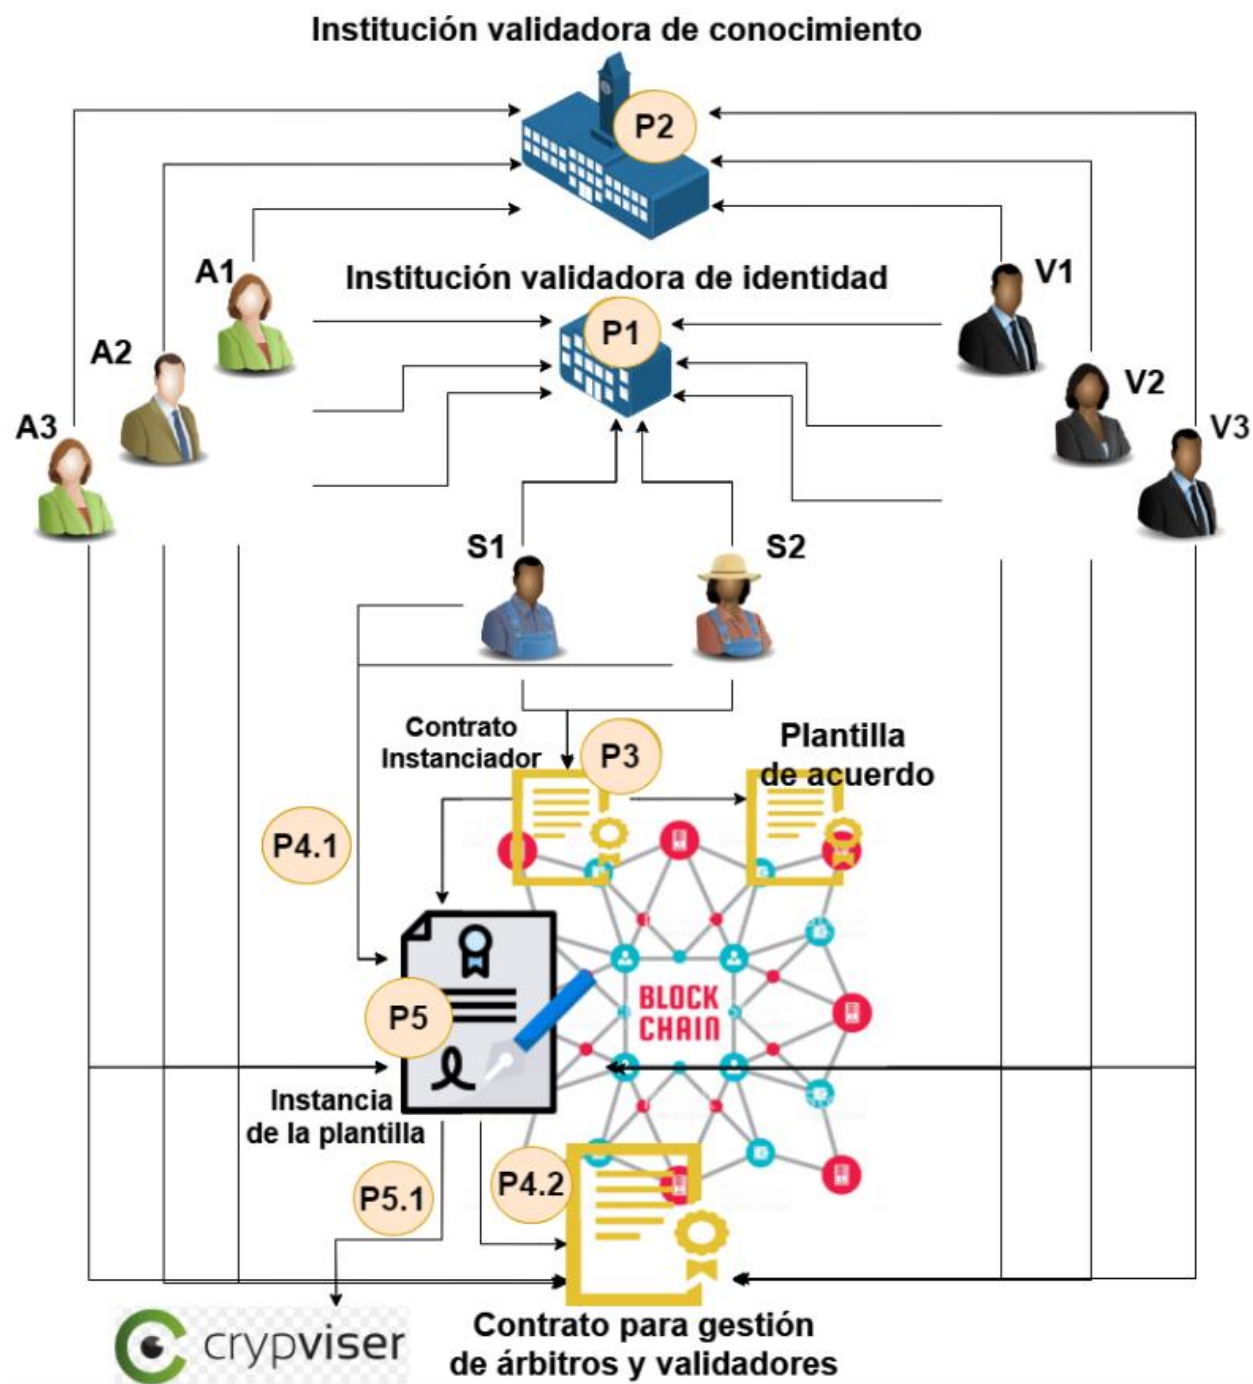 Institución validadora de conocimiento
P2
A1
Institución validadora de identidad
V1
P1
A2
V2
A3
V3
S1
S2
Contrato
Instanciador
P3
Plantilla
de acuerdo
P4.1
BLOCK
CHAIN
P5
Instancia
de la plantilla
P5.1
P4.2
crypviser
Contrato para gestión
de árbitros y validadores